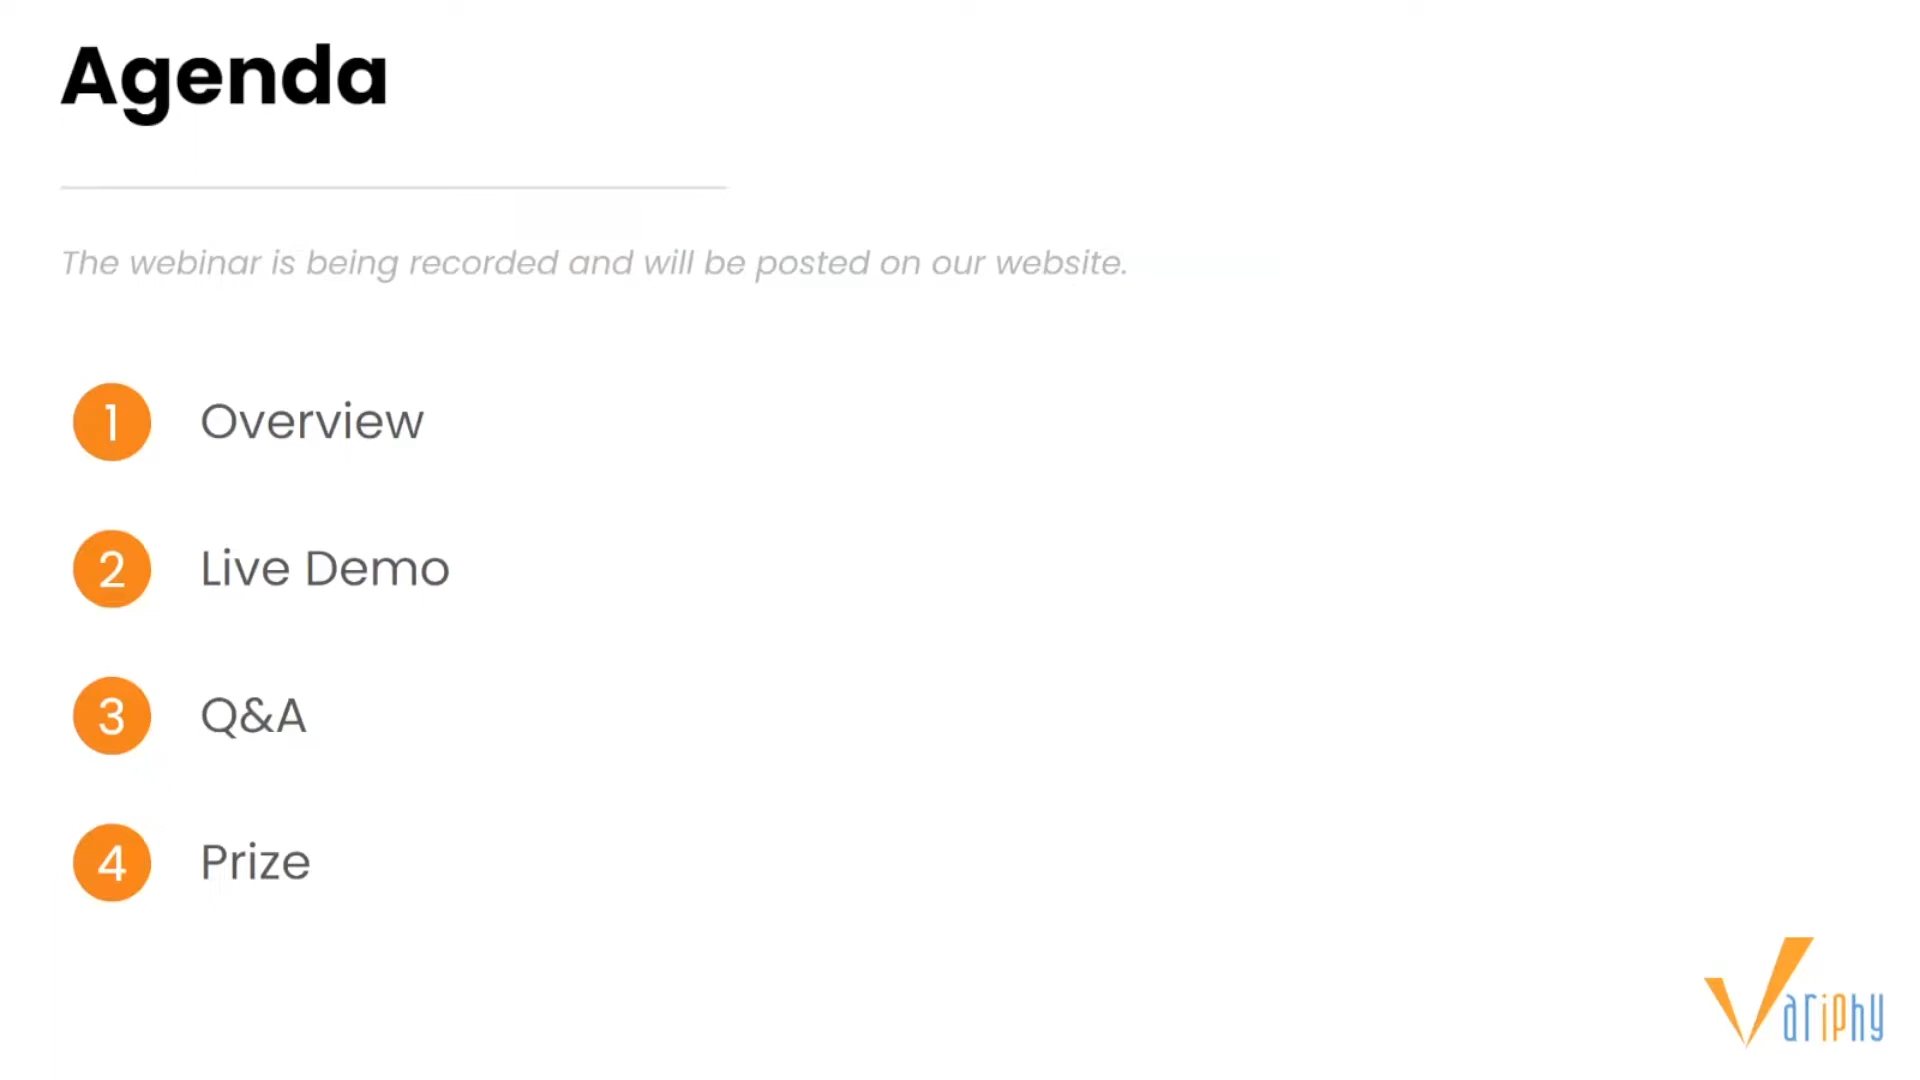 Agenda
The webinar is being recorded and will be posted on our website.
1 Overview
2 Live Demo
3 Q&A
4 Prize
Variphy